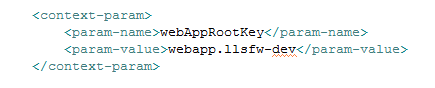 <context-param>
<param-name>webAppRootKey</param-name>
<param-value>webapp.llsfw-dev</param-value>
</context-param>